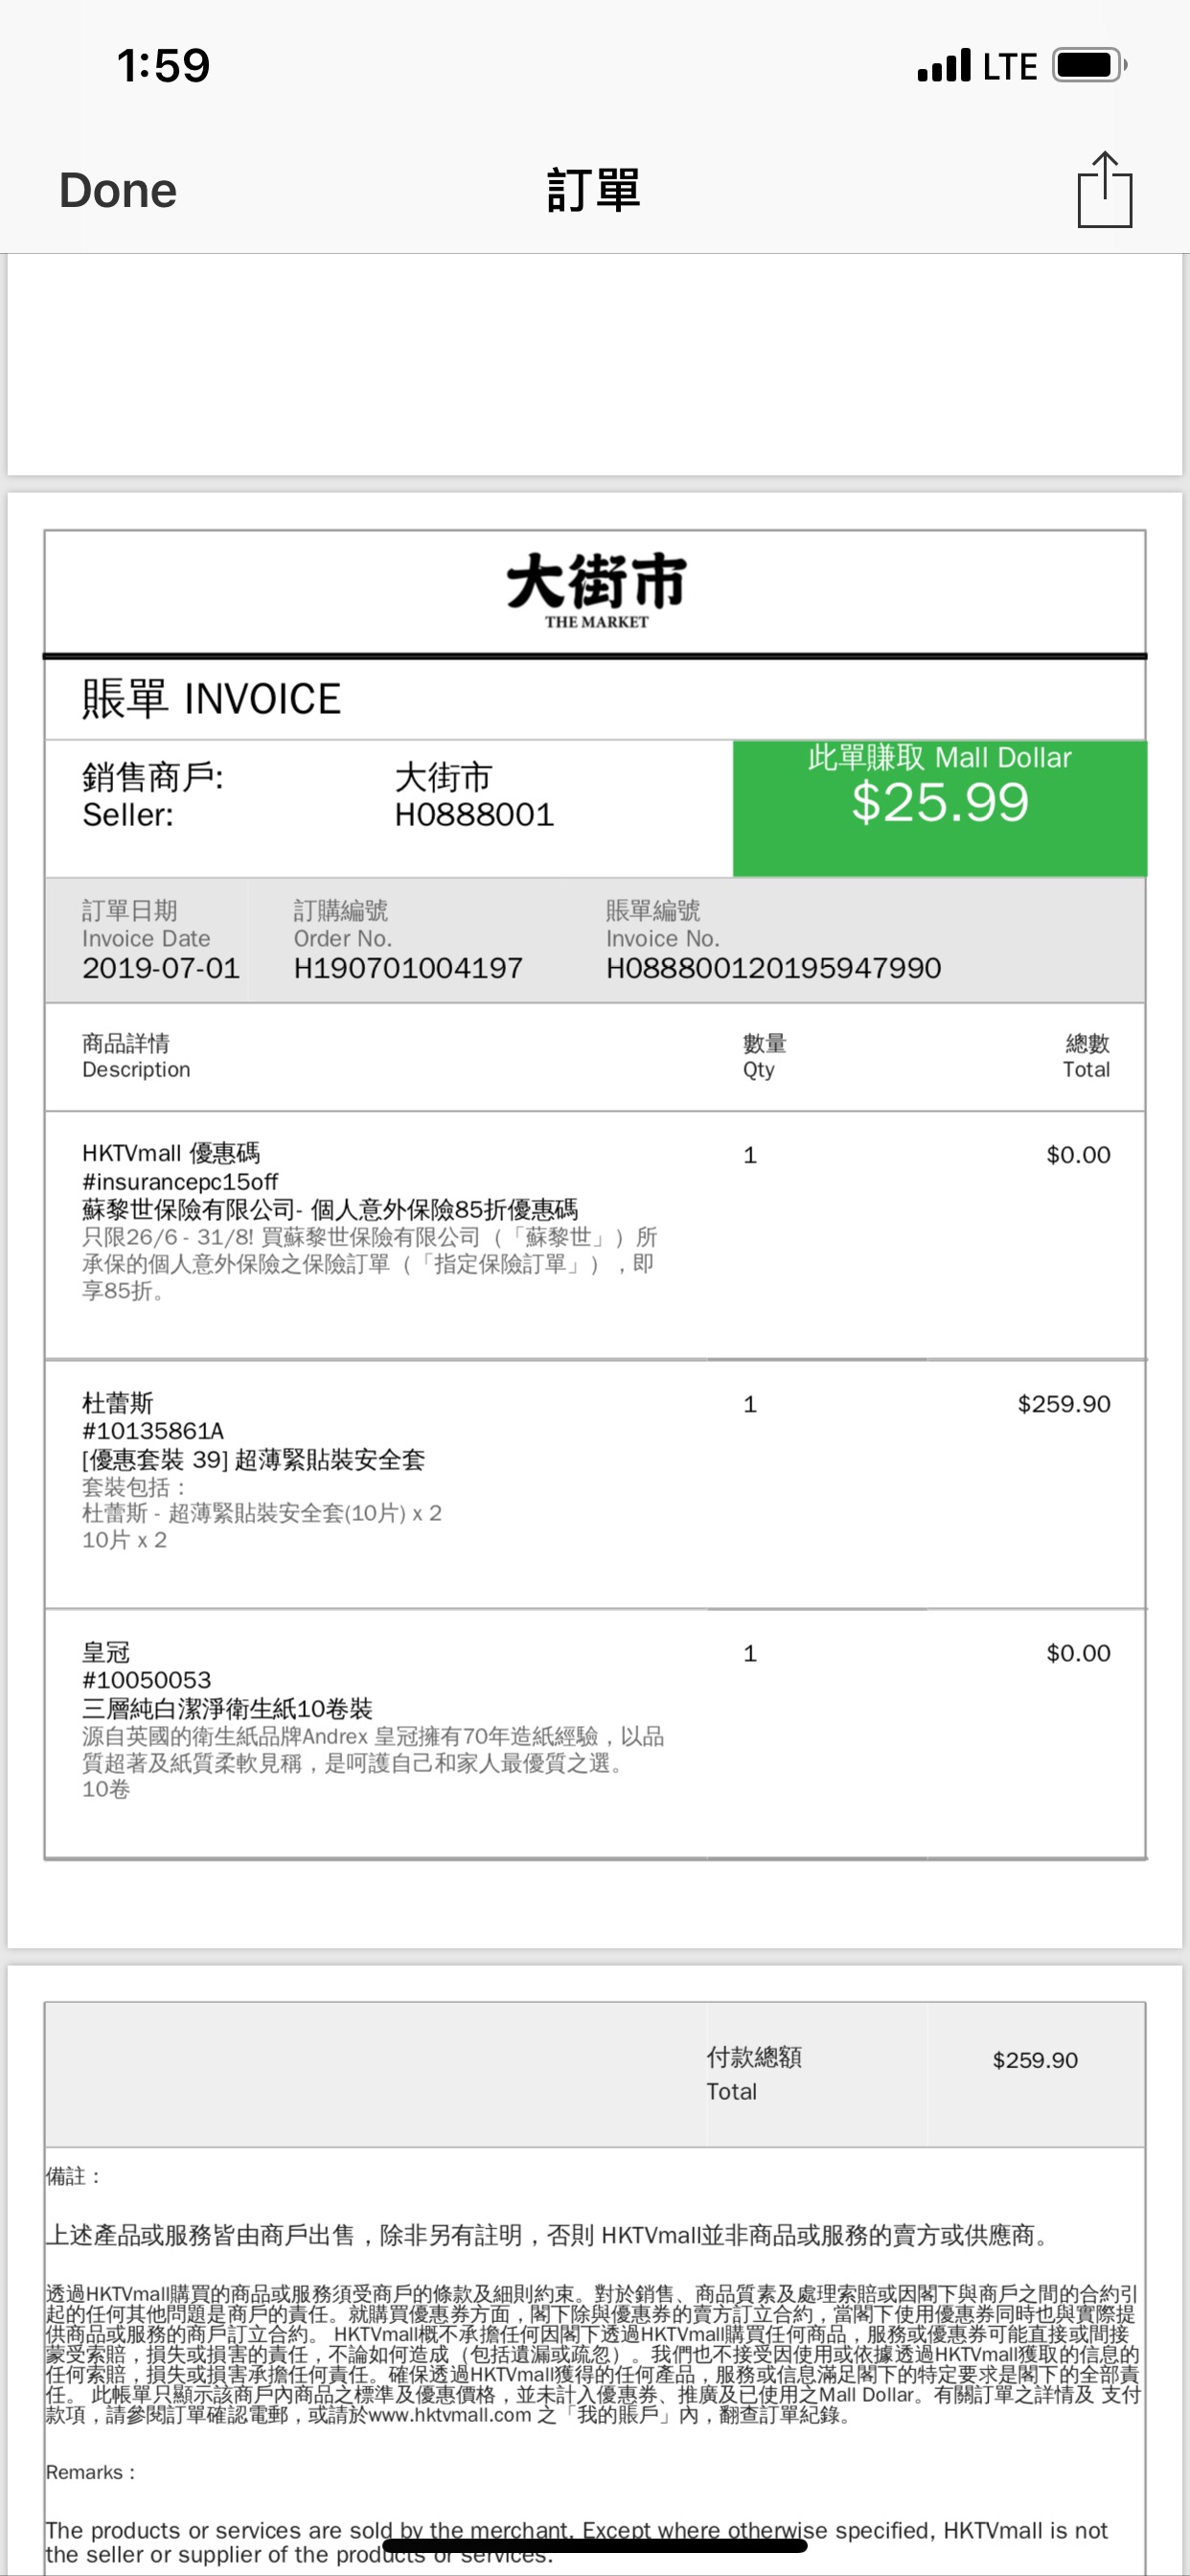 1:59 LTE
Done 訂單
大街市
THE MARKET
賬單 INVOICE
銷售商戶: 大街市
Seller: H0888001
此單賺取 Mall Dollar
$25.99
訂單日期 訂購編號 賬單編號
Invoice Date Order No. Invoice No.
2019-07-01 H190701004197 H088800120195947990
商品詳情 數量 總數
Description Qty Total
HKTVmall 優惠碼 1 $0.00
#insurancepc15off
蘇黎世保險有限公司- 個人意外保險85折優惠碼
只限26/6 - 31/8! 買蘇黎世保險有限公司（「蘇黎世」）所
承保的個人意外保險之保險訂單（「指定保險訂單」），即
享85折。
杜蕾斯 1 $259.90
#10135861A
[優惠套裝 39] 超薄緊貼裝安全套
套裝包括：
杜蕾斯 - 超薄緊貼裝安全套(10片) x 2
10片 x 2
皇冠 1 $0.00
#10050053
三層純白潔淨衛生紙10卷裝
源自英國的衛生紙品牌Andrex 皇冠擁有70年造紙經驗，以品
質超著及紙質柔軟見稱，是呵護自己和家人最優質之選。
10卷
付款總額 $259.90
Total
備註：
上述產品或服務皆由商戶出售，除非另有註明，否則 HKTVmall並非商品或服務的賣方或供應商。
透過HKTVmall購買的商品或服務須受商戶的條款及細則約束。對於銷售、商品質素及處理索賠或因閣下與商戶之間的合約引
起的任何其他問題是商戶的責任。就購買優惠券方面，閣下除與優惠券的賣方訂立合約，當閣下使用優惠券同時也與實際提
供商品或服務的商戶訂立合約。 HKTVmall概不承擔任何因閣下透過HKTVmall購買任何商品，服務或優惠券可能直接或間接
蒙受索賠，損失或損害的責任，不論如何造成（包括遺漏或疏忽）。我們也不接受因使用或依據透過HKTVmall獲取的信息的
任何索賠，損失或損害承擔任何責任。確保透過HKTVmall獲得的任何產品，服務或信息滿足閣下的特定要求是閣下的全部責
任。 此帳單只顯示該商戶內商品之標準及優惠價格，並未計入優惠券、推廣及已使用之Mall Dollar。有關訂單之詳情及 支付
款項，請參閱訂單確認電郵，或請於www.hktvmall.com 之「我的賬戶」內，翻查訂單紀錄。
Remarks :
The products or services are sold by the merchant. Except where otherwise specified, HKTVmall is not
the seller or supplier of the products or services.